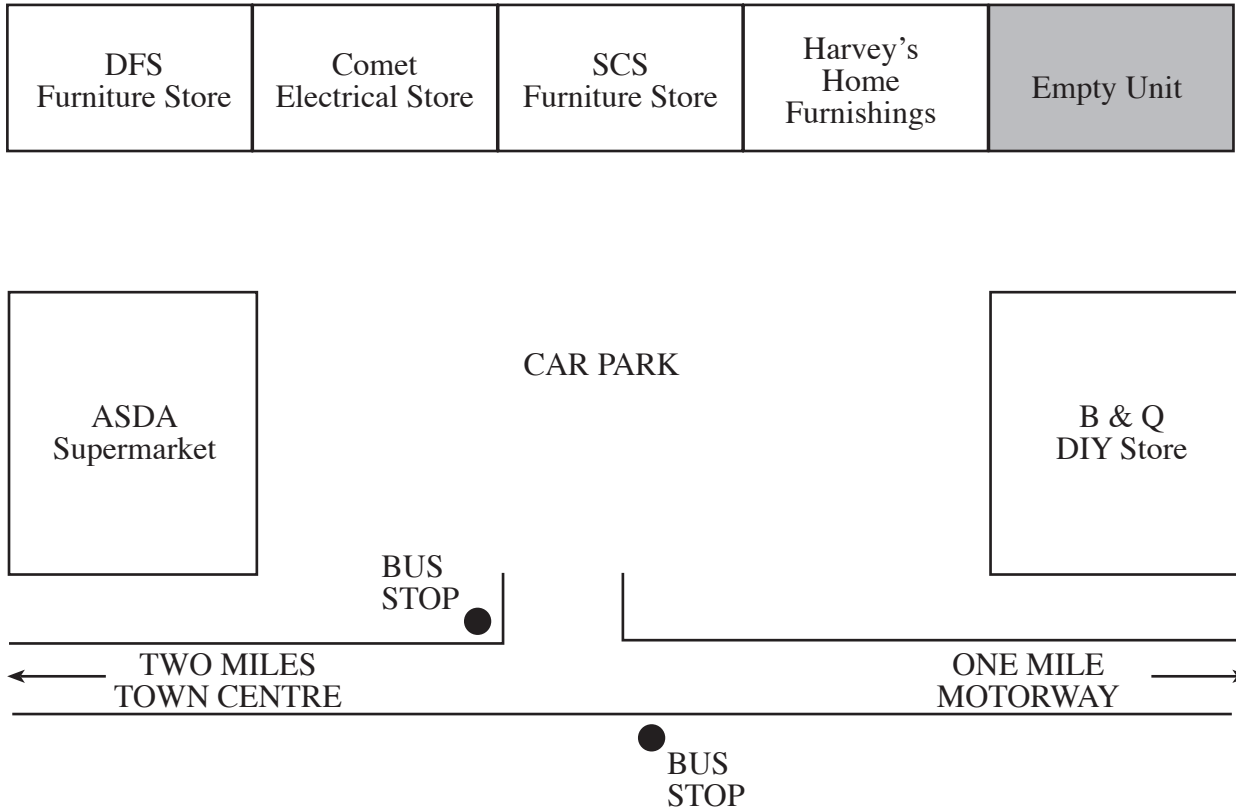 DFS
Furniture Store
Comet
Electrical Store
SCS
Furniture Store
Harvey’s
Home
Furnishings
Empty Unit
ASDA
Supermarket
CAR PARK
B & Q
DIY Store
BUS
STOP
TWO MILES
TOWN CENTRE
ONE MILE
MOTORWAY
BUS
STOP